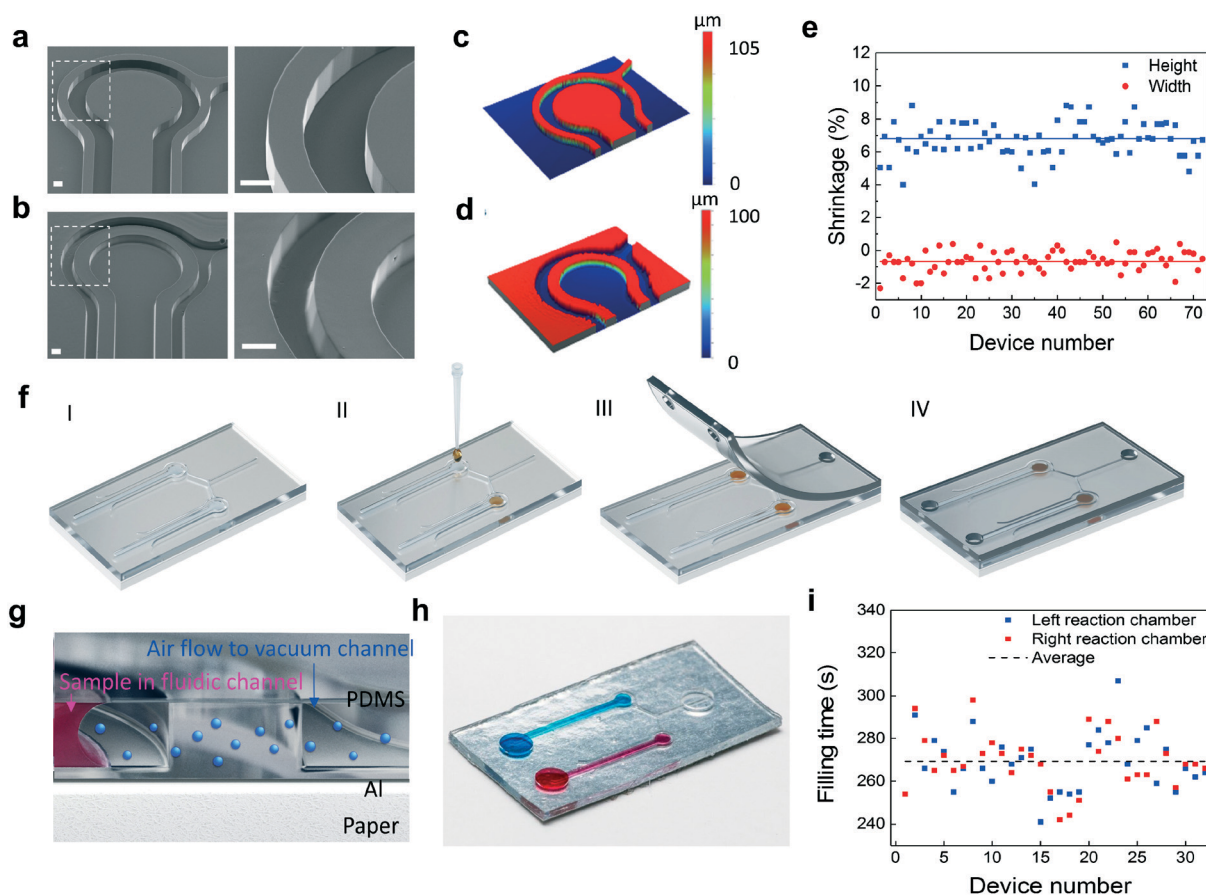 a
b
c
µm
105
0
d
µm
100
0
e
12
10
8
6
4
2
0
-2
Shrinkage (%)
Height
Width
0 10 20 30 40 50 60 70
Device number
f
I
II
III
IV
g
Air flow to vacuum channel
Sample in fluidic channel
PDMS
Al
Paper
h
i
340
320
300
280
260
240
Filling time (s)
Left reaction chamber
Right reaction chamber
Average
0 5 10 15 20 25 30
Device number